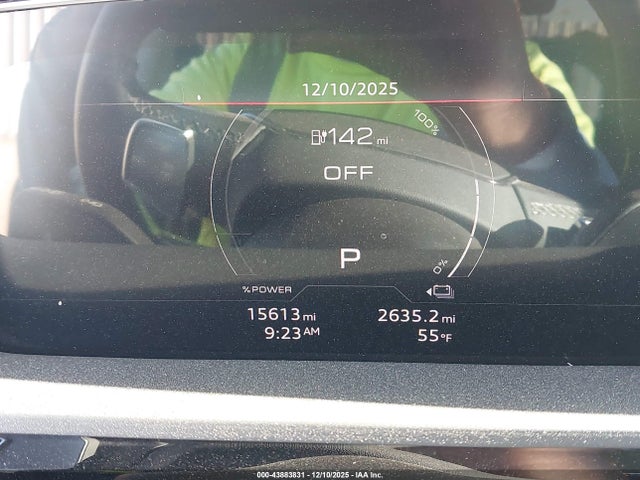 12/10/2025
100%
142 mi
OFF
P
0%
%POWER
15613 mi
2635.2 mi
9:23 AM
55 °F
000-43883831 - 12/10/2025 - IAA Inc.